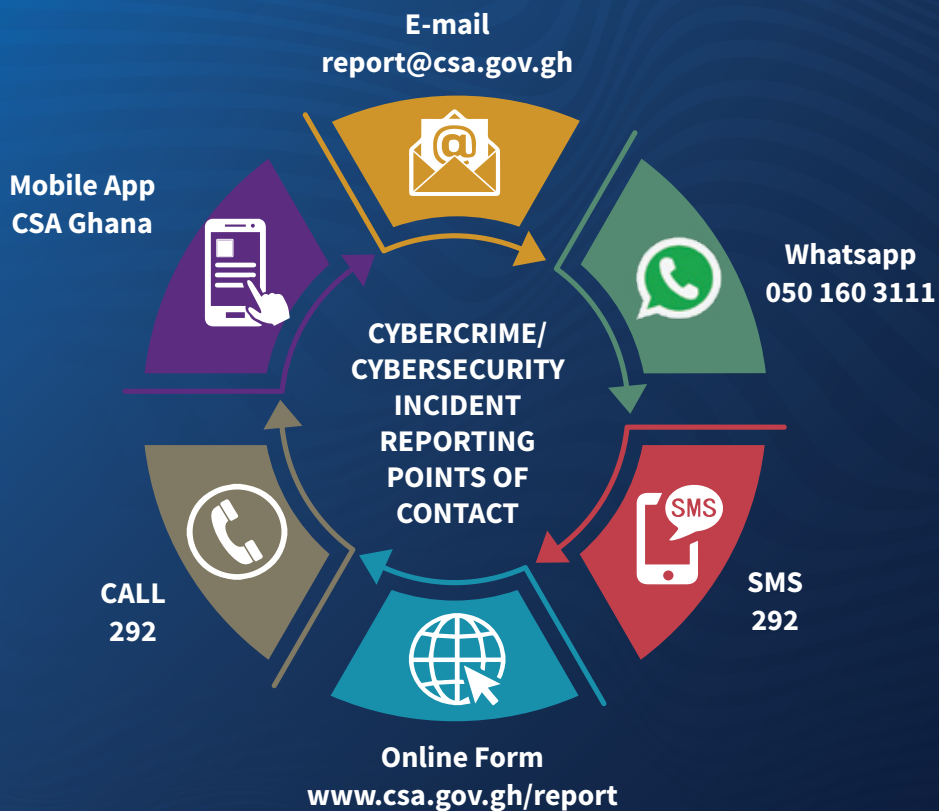 E-mail
report@csa.gov.gh
@
Mobile App
CSA Ghana
Whatsapp
050 160 3111
CYBERCRIME/
CYBERSECURITY
INCIDENT
REPORTING
POINTS OF
CONTACT
SMS
SMS
292
CALL
292
Online Form
www.csa.gov.gh/report